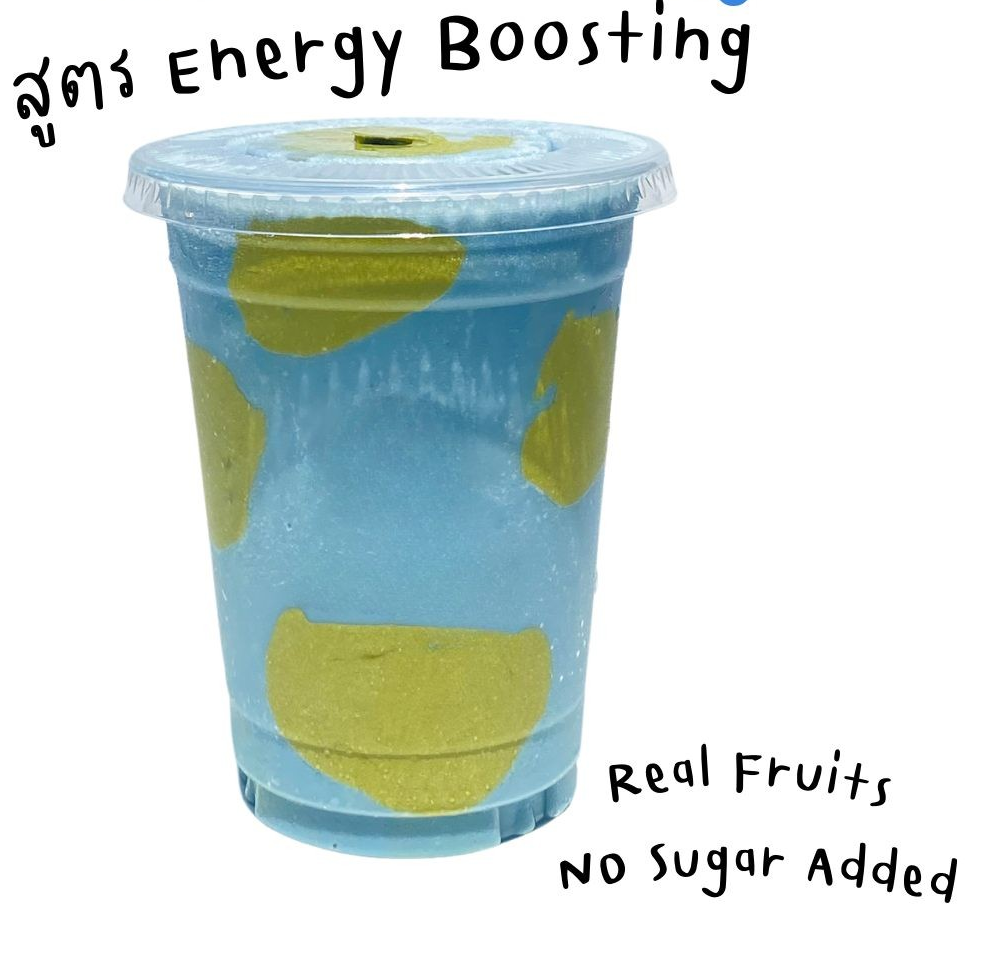 สูตร Energy Boosting
Real Fruits
No Sugar Added